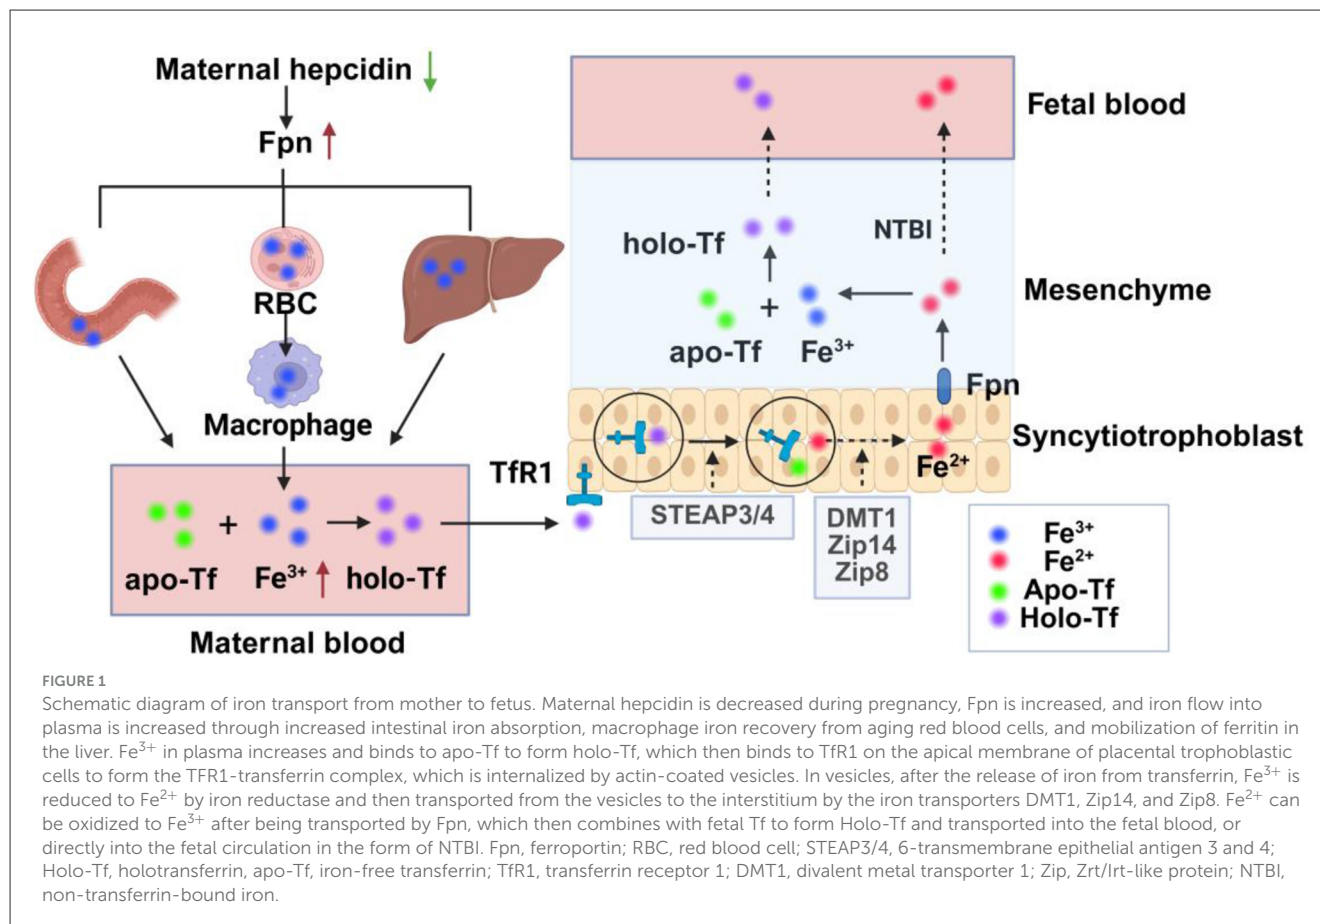 Maternal hepcidin
Fpn
RBC
Macrophage
apo-Tf
+
Fe³⁺
holo-Tf
Maternal blood
Fetal blood
NTBI
holo-Tf
Mesenchyme
+
apo-Tf
Fe³⁺
Fpn
Syncytiotrophoblast
TfR1
Fe²⁺
STEAP3/4
DMT1
Zip14
Zip8
Fe³⁺
Fe²⁺
Apo-Tf
Holo-Tf
FIGURE 1
Schematic diagram of iron transport from mother to fetus. Maternal hepcidin is decreased during pregnancy, Fpn is increased, and iron flow into
plasma is increased through increased intestinal iron absorption, macrophage iron recovery from aging red blood cells, and mobilization of ferritin in
the liver. Fe³⁺ in plasma increases and binds to apo-Tf to form holo-Tf, which then binds to TfR1 on the apical membrane of placental trophoblastic
cells to form the TFR1-transferrin complex, which is internalized by actin-coated vesicles. In vesicles, after the release of iron from transferrin, Fe³⁺ is
reduced to Fe²⁺ by iron reductase and then transported from the vesicles to the interstitium by the iron transporters DMT1, Zip14, and Zip8. Fe²⁺ can
be oxidized to Fe³⁺ after being transported by Fpn, which then combines with fetal Tf to form Holo-Tf and transported into the fetal blood, or
directly into the fetal circulation in the form of NTBI. Fpn, ferroportin; RBC, red blood cell; STEAP3/4, 6-transmembrane epithelial antigen 3 and 4;
Holo-Tf, holotransferrin, apo-Tf, iron-free transferrin; TfR1, transferrin receptor 1; DMT1, divalent metal transporter 1; Zip, Zrt/Irt-like protein; NTBI,
non-transferrin-bound iron.